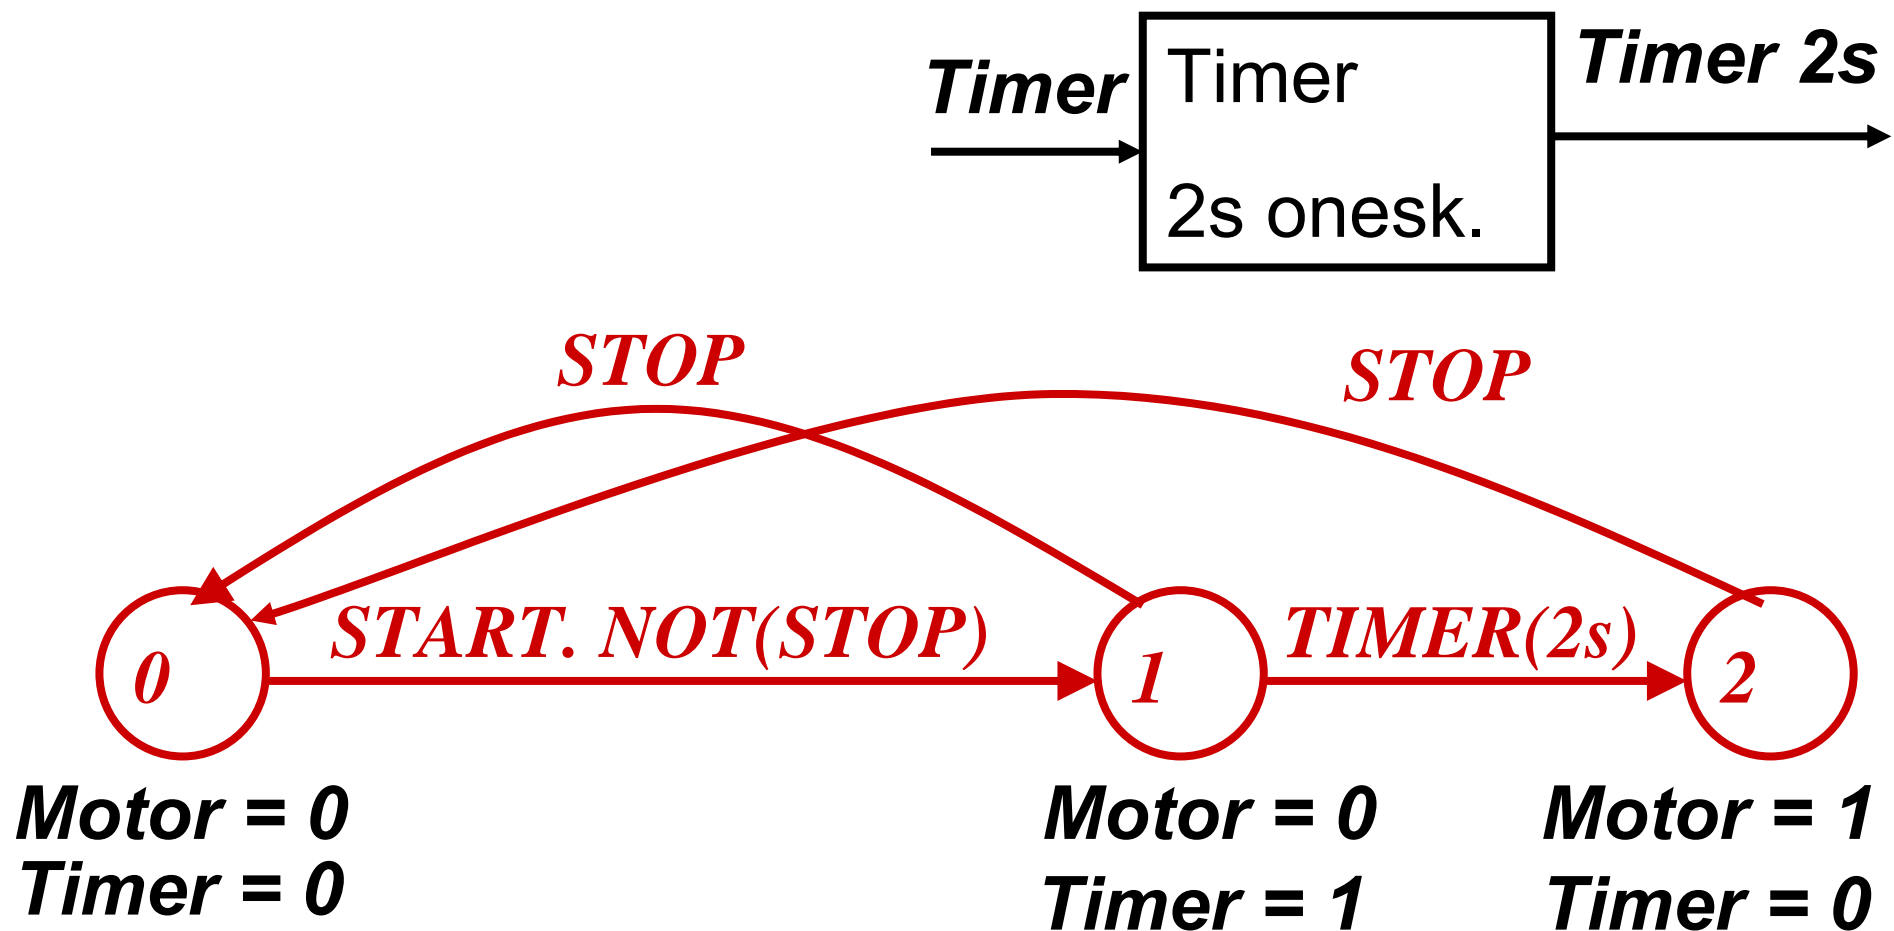 Timer
Timer
2s onesk.
Timer 2s
STOP
STOP
START. NOT(STOP)
TIMER(2s)
0
1
2
Motor = 0
Timer = 0
Motor = 0
Timer = 1
Motor = 1
Timer = 0